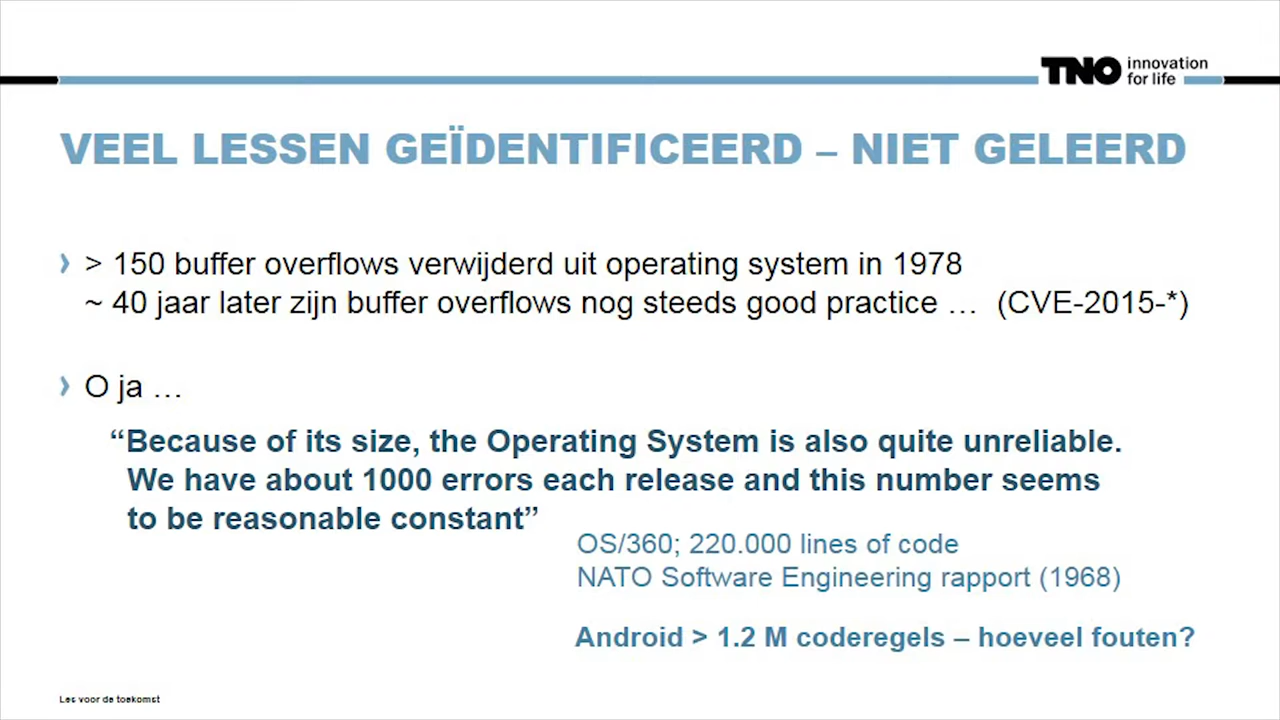 TNO innovation
for life
VEEL LESSEN GEÏDENTIFICEERD – NIET GELEERD
> 150 buffer overflows verwijderd uit operating system in 1978
~ 40 jaar later zijn buffer overflows nog steeds good practice … (CVE-2015-*)
O ja …
“Because of its size, the Operating System is also quite unreliable.
We have about 1000 errors each release and this number seems
to be reasonable constant”
OS/360; 220.000 lines of code
NATO Software Engineering rapport (1968)
Android > 1.2 M coderegels – hoeveel fouten?
Les voor de toekomst